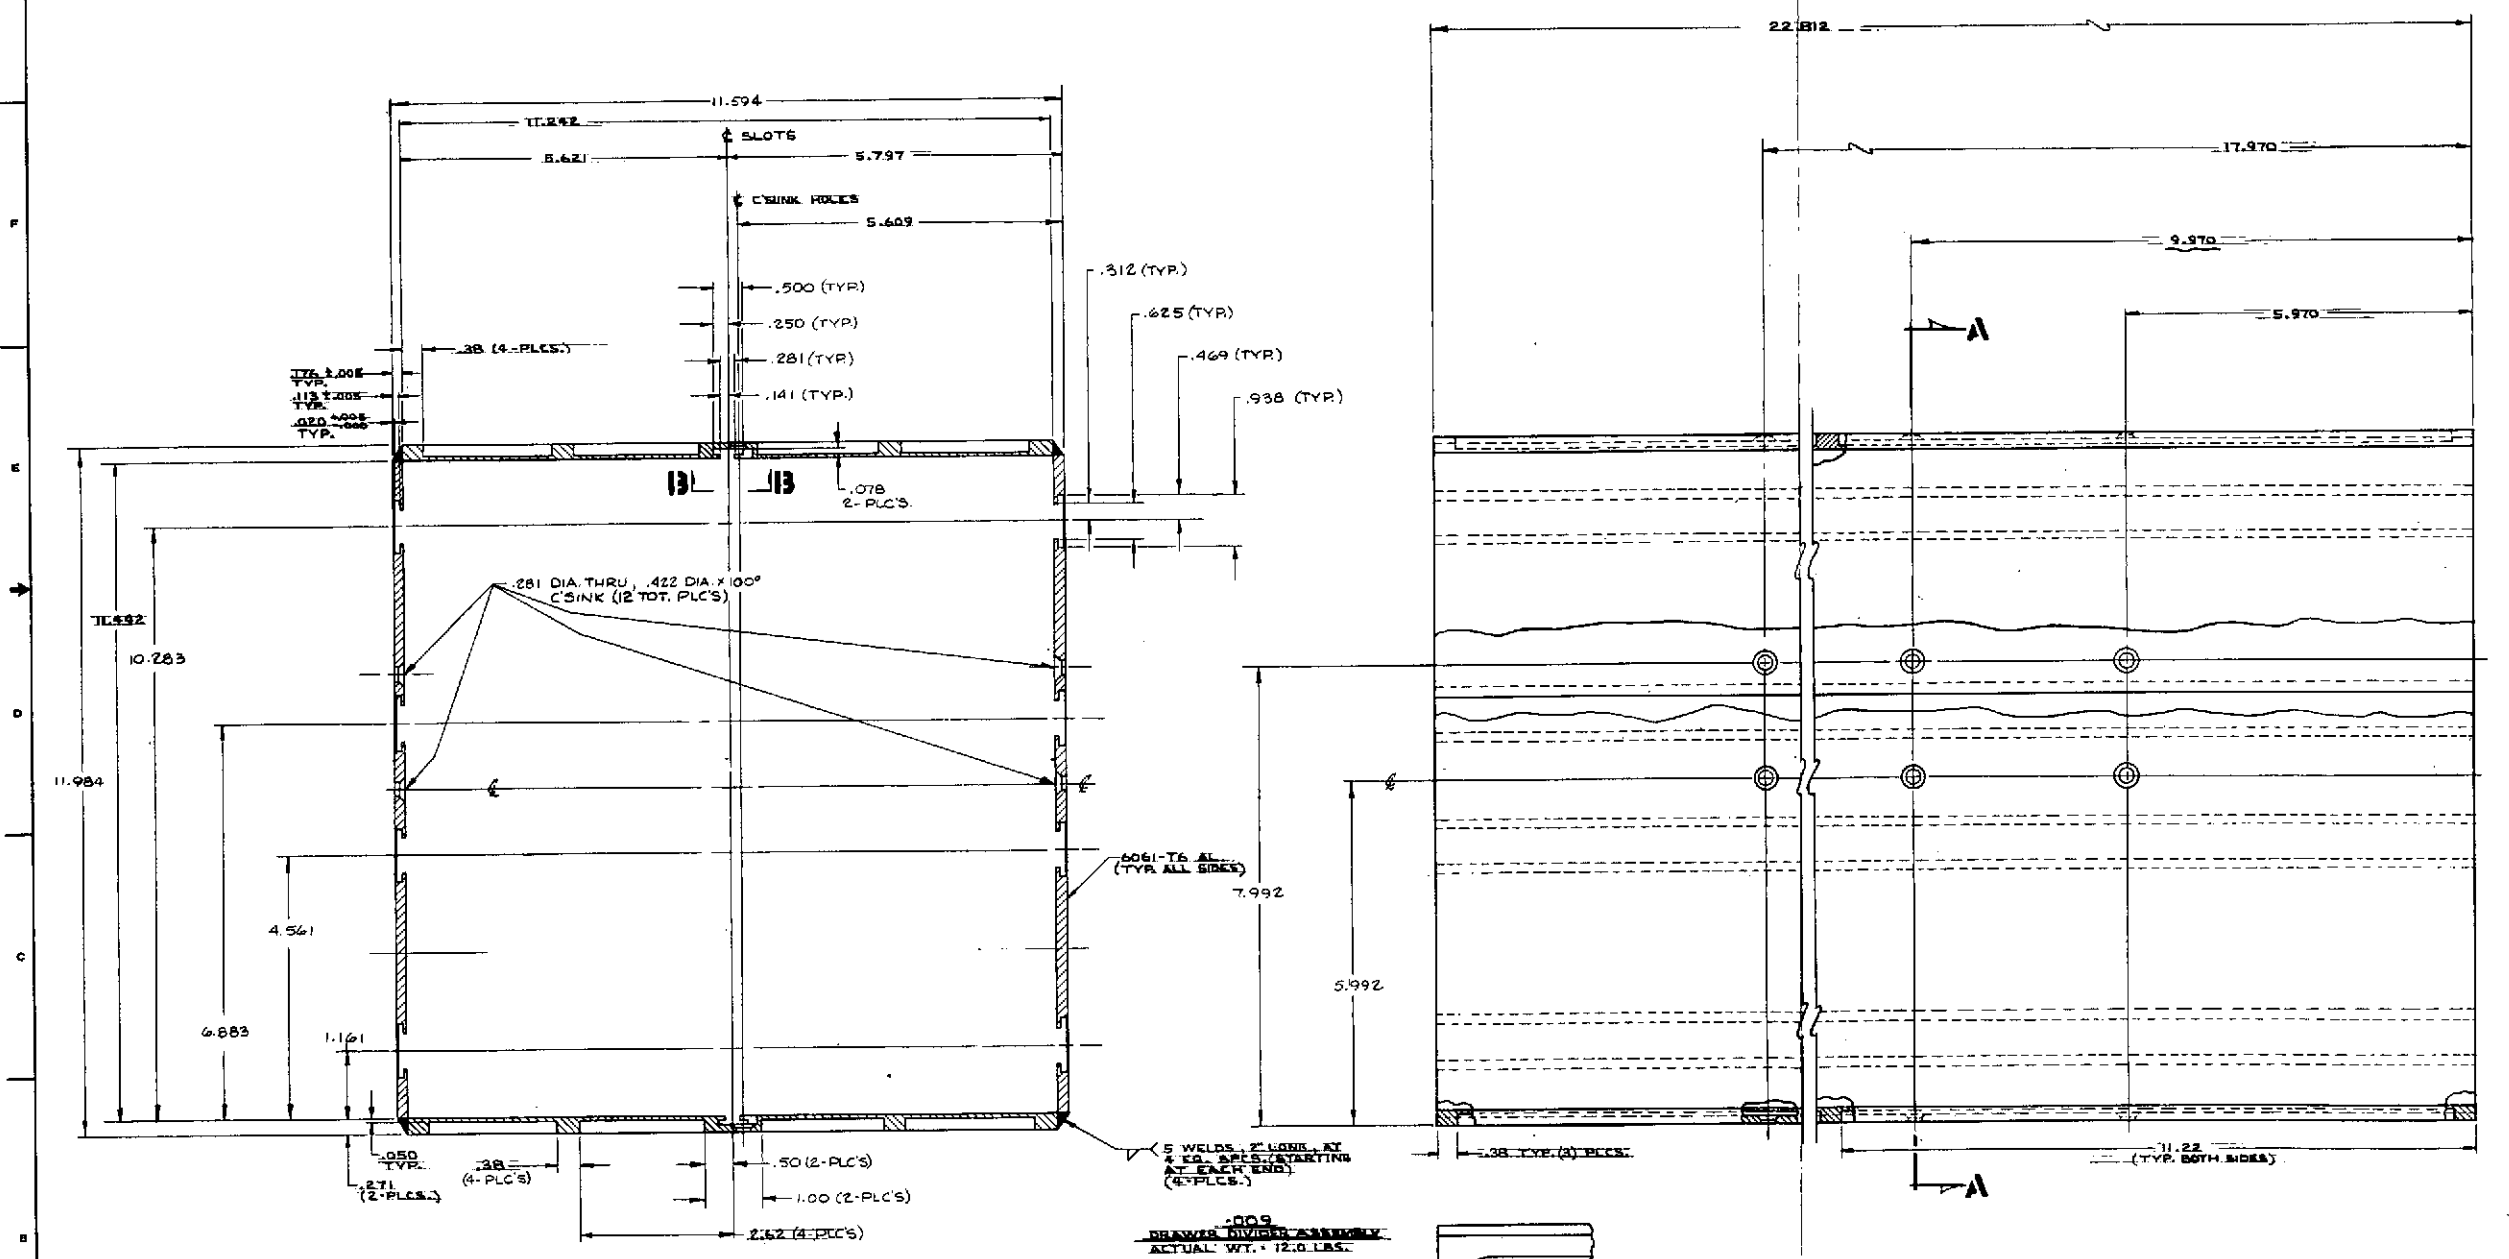 22.812
11.594
11.242
℄ SLOTS
5.621
5.797
17.970
℄ C'SINK HOLES
5.609
9.970
.312 (TYP.)
.500 (TYP.)
.625 (TYP.)
5.970
.250 (TYP.)
A
.38 (4-PLCS.)
.281 (TYP.)
.469 (TYP.)
.176 ±.005
TYP.
.113 ±.005
TYP.
.141 (TYP.)
.938 (TYP.)
.020 +.005 -.000
TYP.
F
E
B
B
.078
2-PLC'S.
.281 DIA. THRU, .422 DIA. X 100°
C'SINK (12 TOT. PLC'S)
10.283
D
11.984
℄
℄
℄
6061-T6 AL.
(TYP. ALL SIDES)
7.992
4.561
C
5.992
6.883
1.161
.050
TYP.
.271
(2-PLCS.)
.38
(4-PLC'S)
.50 (2-PLC'S)
1.00 (2-PLC'S)
2.62 (4-PLC'S)
5 WELDS, 2" LONG, AT
4 EQ. SPCS. (STARTING
AT EACH END)
(4-PLCS.)
.38 TYP. (3) PLCS.
11.22
(TYP. BOTH SIDES)
A
-009
DRAWER DIVIDER ASSEMBLY
ACTUAL WT. - 12.0 LBS.
B